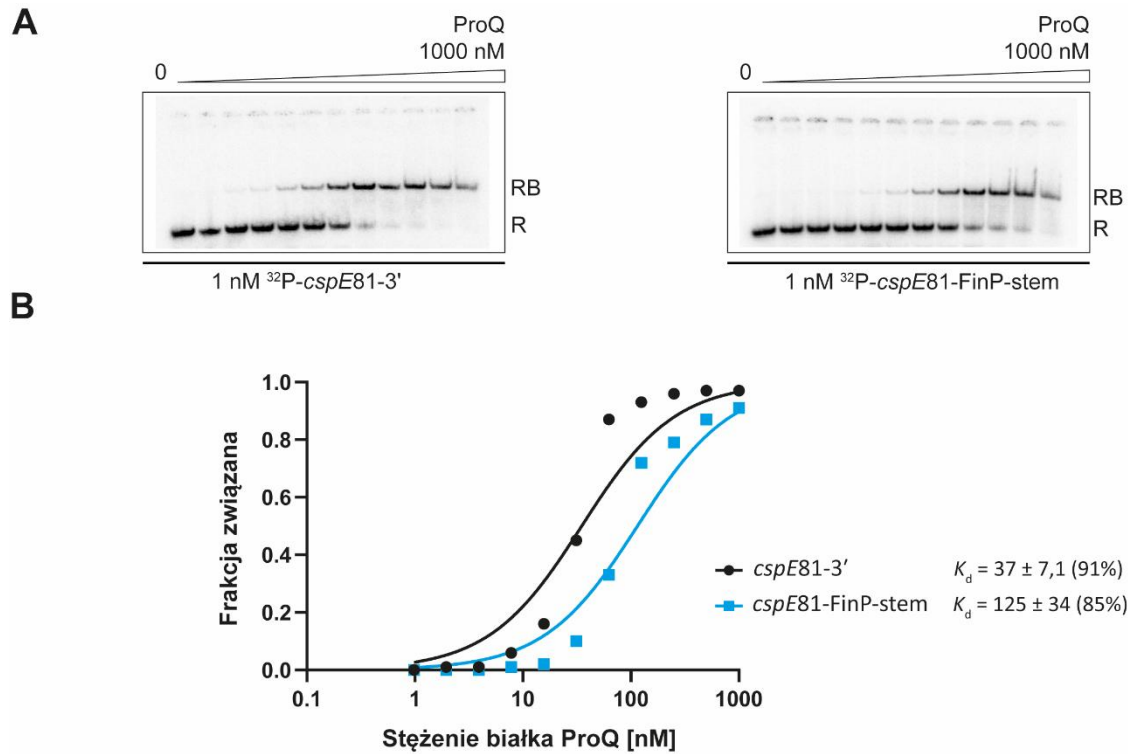 A
ProQ
0 1000 nM
RB
R
1 nM ³²P-cspE81-3'
ProQ
0 1000 nM
RB
R
1 nM ³²P-cspE81-FinP-stem
B
1.0
0.8
0.6
0.4
0.2
0.0
0.1 1 10 100 1000
Frakcja związana
Stężenie białka ProQ [nM]
cspE81-3′ Kd = 37 ± 7,1 (91%)
cspE81-FinP-stem Kd = 125 ± 34 (85%)